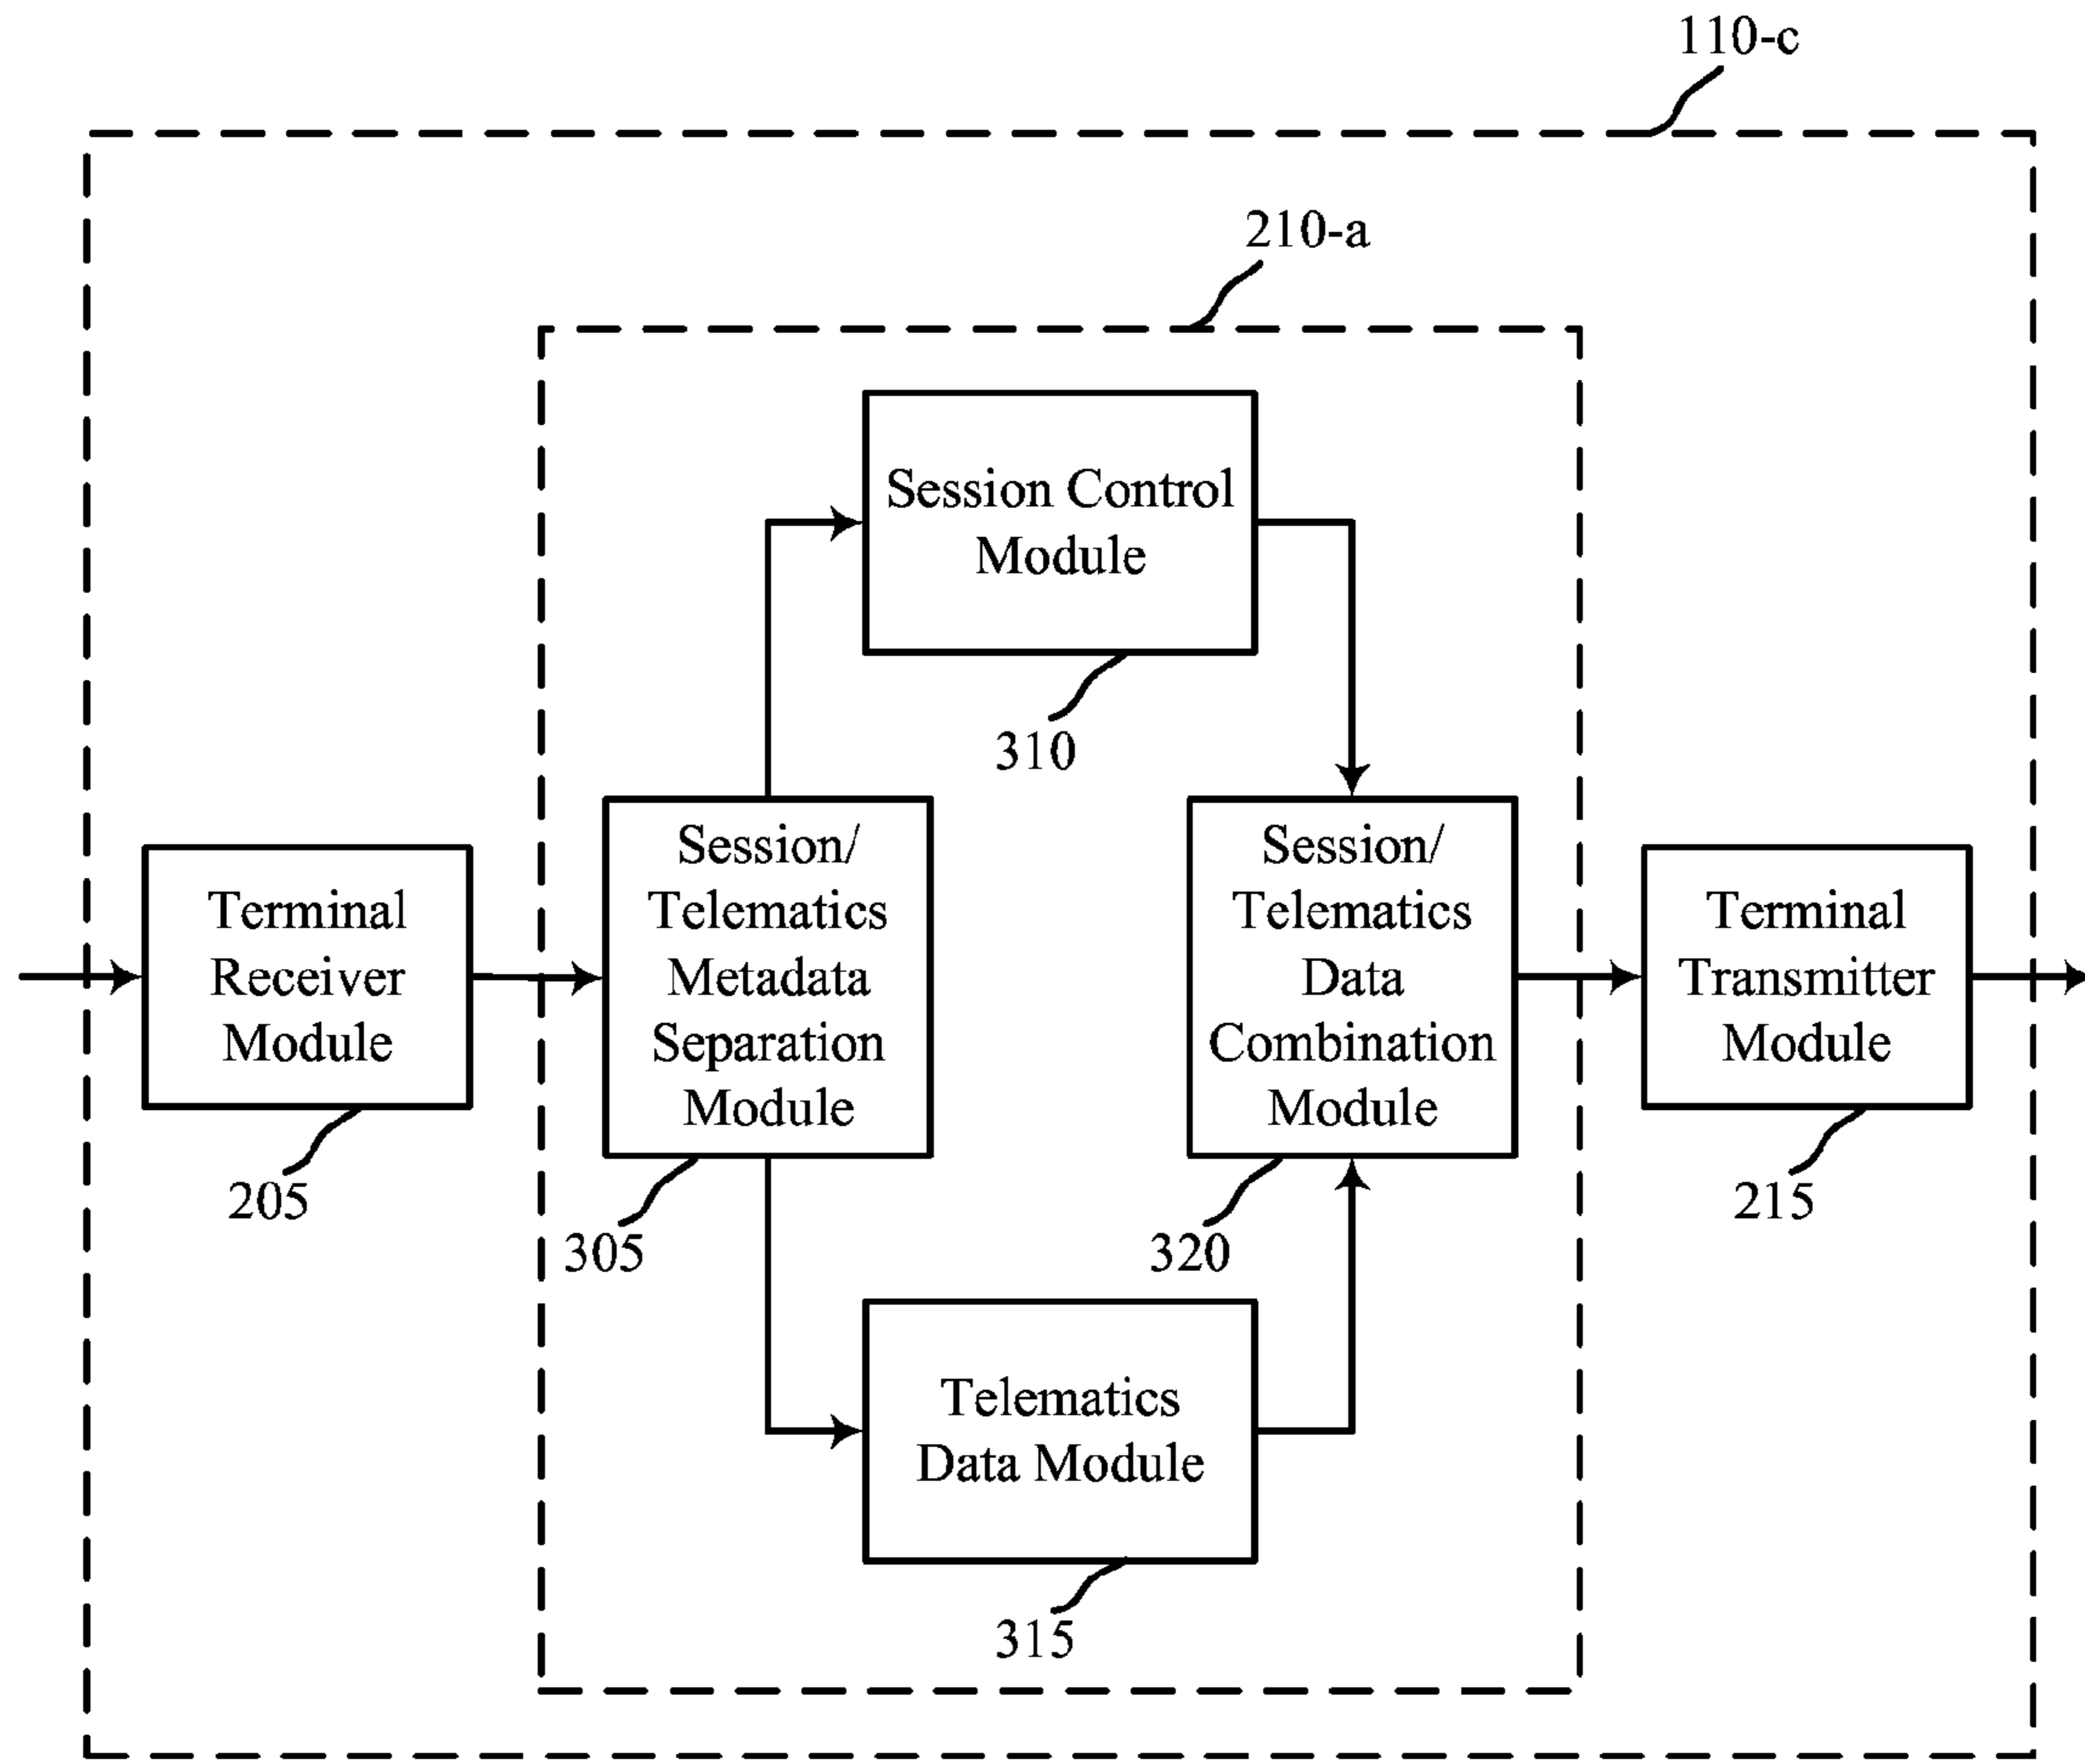 110-c
210-a
Session Control
Module
310
Terminal
Receiver
Module
205
Session/
Telematics
Metadata
Separation
Module
305
Session/
Telematics
Data
Combination
Module
320
Terminal
Transmitter
Module
215
Telematics
Data Module
315